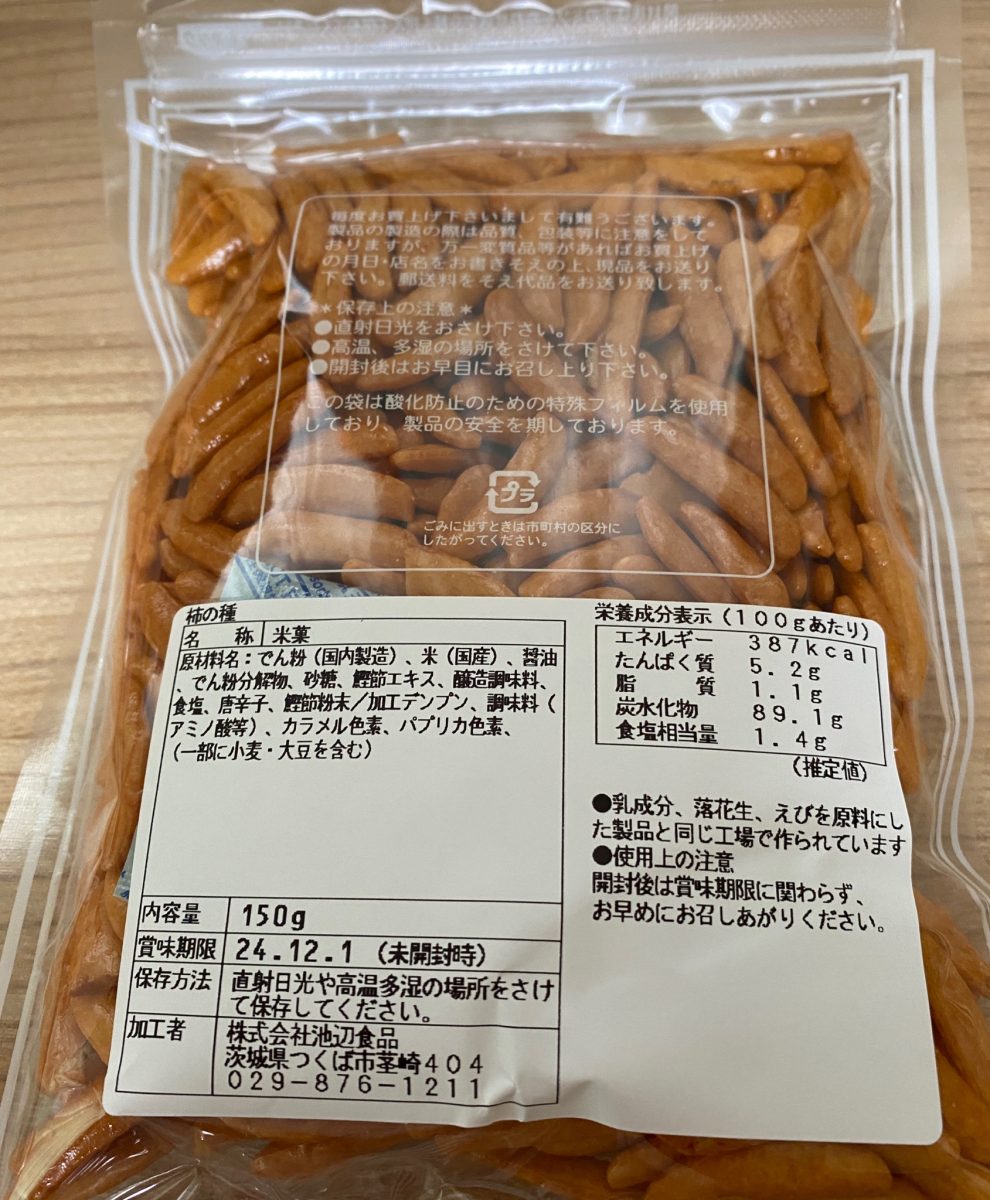 毎度お買上げ下さいまして有難うございます。
製品の製造の際は品質、包装等に注意をして
おりますが、万一変質品等があればお買上げ
の月日・店名をお書きそえの上、現品をお送り
下さい。郵送料をそえ代品をお送り致します。
＊保存上の注意＊
●直射日光をおさけ下さい。
●高温、多湿の場所をさけて下さい。
●開封後はお早目にお召し上り下さい。
この袋は酸化防止のための特殊フィルムを使用
しており、製品の安全を期しております。
プラ
ごみに出すときは市町村の区分に
したがってください。
柿の種
名称 米菓
原材料名：でん粉（国内製造）、米（国産）、醤油
、でん粉分解物、砂糖、鰹節エキス、醸造調味料、
食塩、唐辛子、鰹節粉末／加工デンプン、調味料（
アミノ酸等）、カラメル色素、パプリカ色素、
（一部に小麦・大豆を含む）
内容量 150g
賞味期限 24.12.1 （未開封時）
保存方法 直射日光や高温多湿の場所をさけ
て保存してください。
加工者 株式会社池辺食品
茨城県つくば市茎崎４０４
０２９－８７６－１２１１
栄養成分表示（１００ｇあたり）
エネルギー ３８７ｋｃａｌ
たんぱく質 ５．２ｇ
脂質 １．１ｇ
炭水化物 ８９．１ｇ
食塩相当量 １．４ｇ
（推定値）
●乳成分、落花生、えびを原料にし
た製品と同じ工場で作られています
●使用上の注意
開封後は賞味期限に関わらず、
お早めにお召しあがりください。